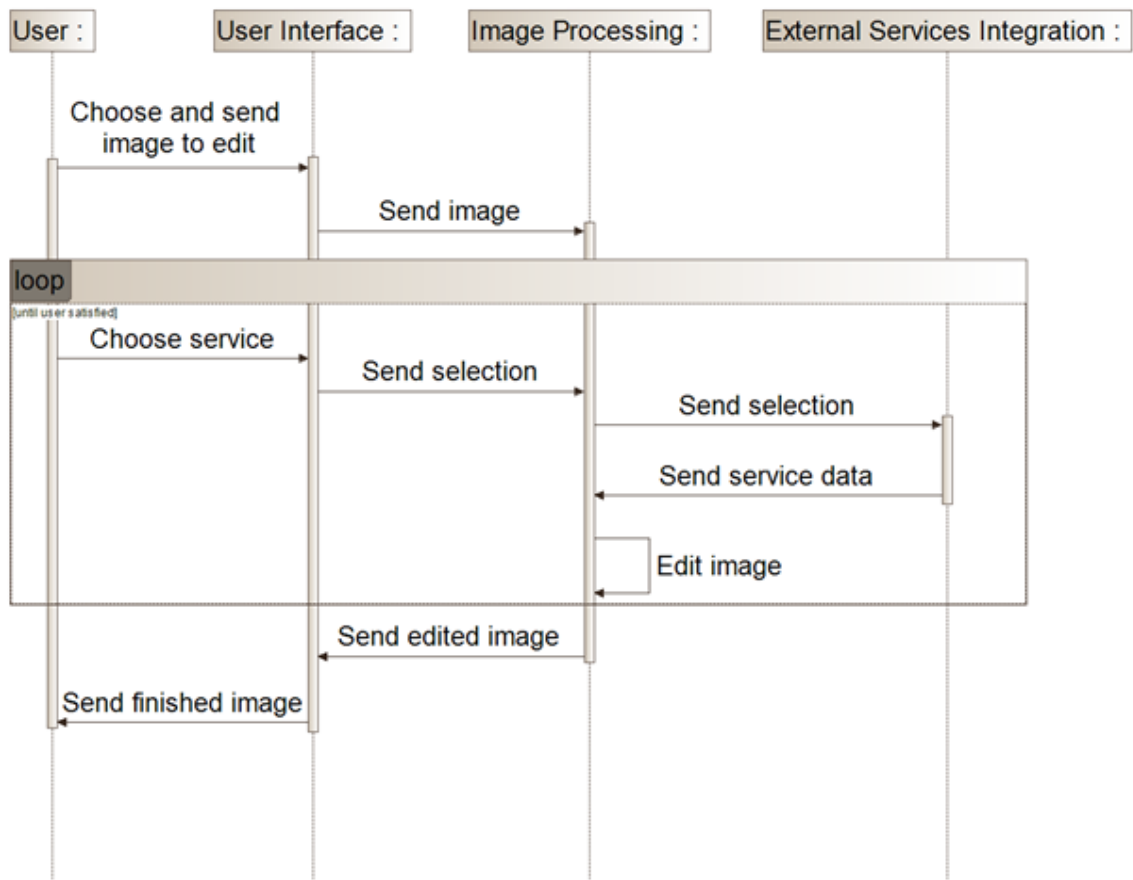 User :
User Interface :
Image Processing :
External Services Integration :
Choose and send
image to edit
Send image
loop
[until user satisfied]
Choose service
Send selection
Send selection
Send service data
Edit image
Send edited image
Send finished image